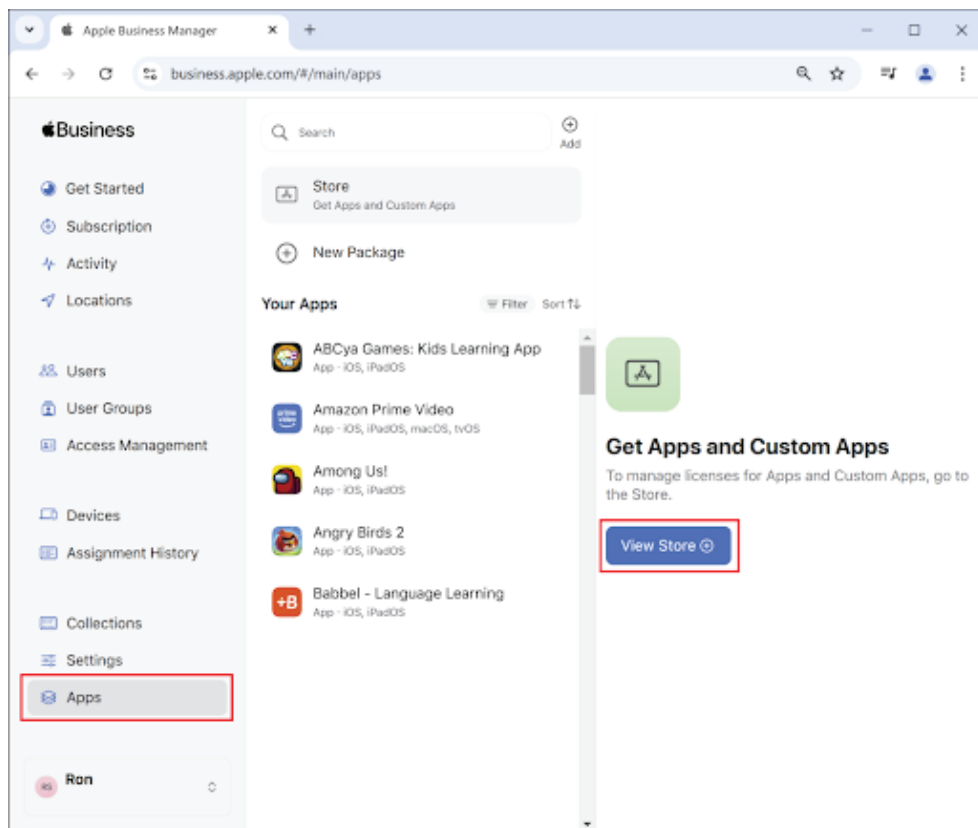 Apple Business Manager
business.apple.com/#/main/apps
Business
Get Started
Subscription
Activity
Locations
Users
User Groups
Access Management
Devices
Assignment History
Collections
Settings
Apps
RS
Ron
Search
Add
Store
Get Apps and Custom Apps
New Package
Your Apps
Filter
Sort
ABCya Games: Kids Learning App
App - iOS, iPadOS
prime video
Amazon Prime Video
App - iOS, iPadOS, macOS, tvOS
Among Us!
App - iOS, iPadOS
Angry Birds 2
App - iOS, iPadOS
+B
Babbel - Language Learning
App - iOS, iPadOS
Get Apps and Custom Apps
To manage licenses for Apps and Custom Apps, go to
the Store.
View Store